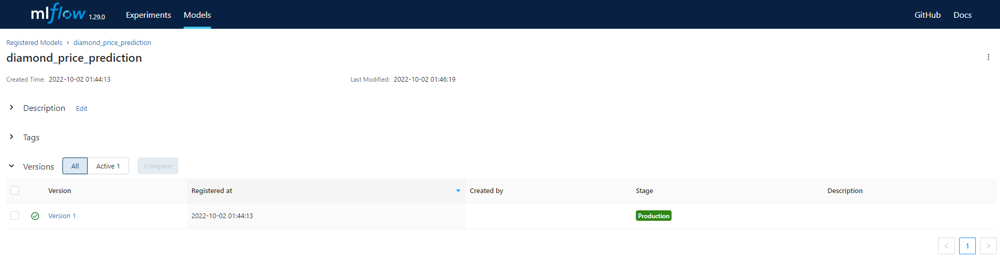 mlflow 1.29.0 Experiments Models GitHub Docs
Registered Models › diamond_price_prediction
diamond_price_prediction
Created Time: 2022-10-02 01:44:13 Last Modified: 2022-10-02 01:46:19
Description Edit
Tags
Versions All Active 1 Compare
Version Registered at Created by Stage Description
Version 1 2022-10-02 01:44:13 Production
< 1 >